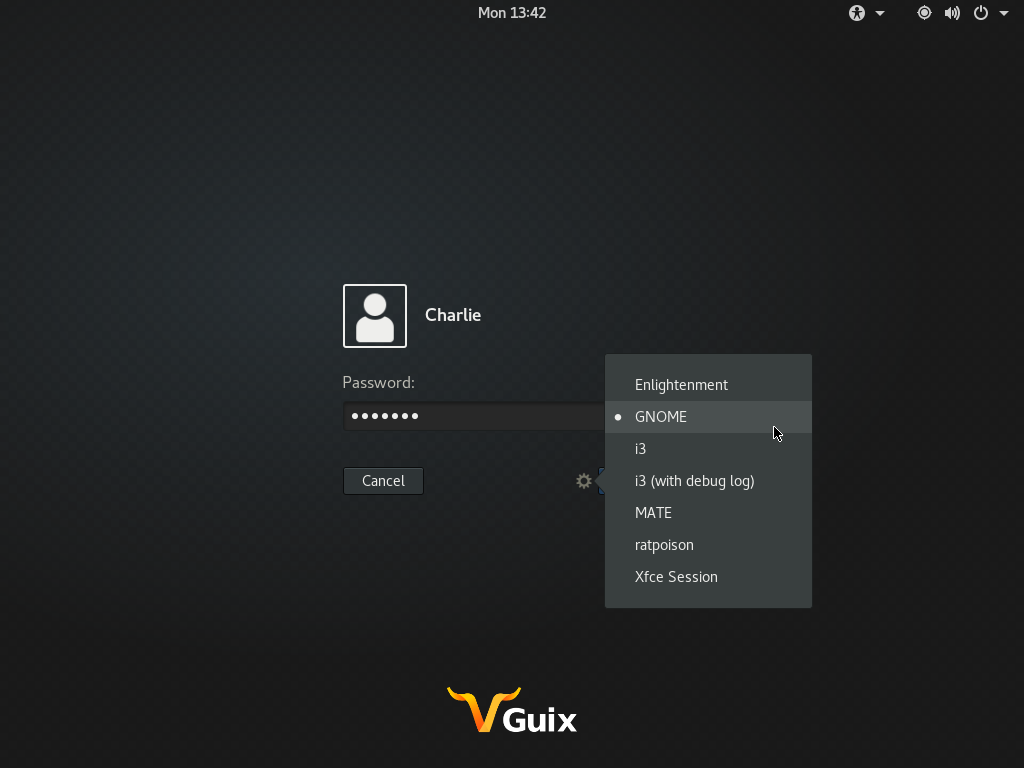 Mon 13:42
Charlie
Password:
Cancel
Enlightenment
GNOME
i3
i3 (with debug log)
MATE
ratpoison
Xfce Session
Guix